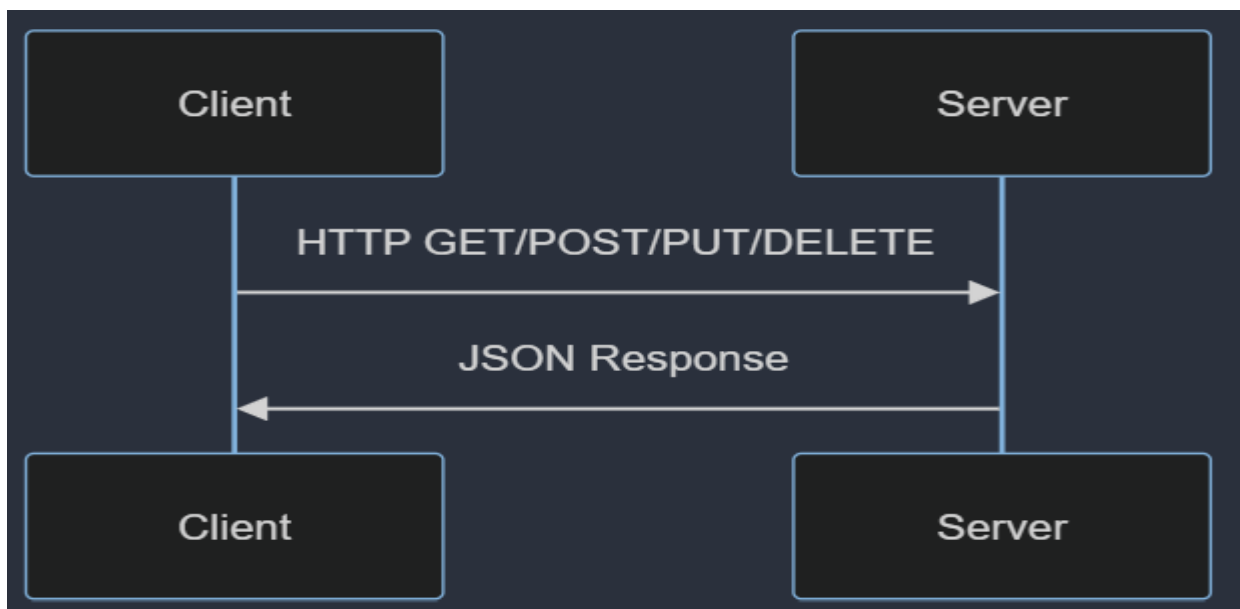 Client
Server
HTTP GET/POST/PUT/DELETE
JSON Response
Client
Server